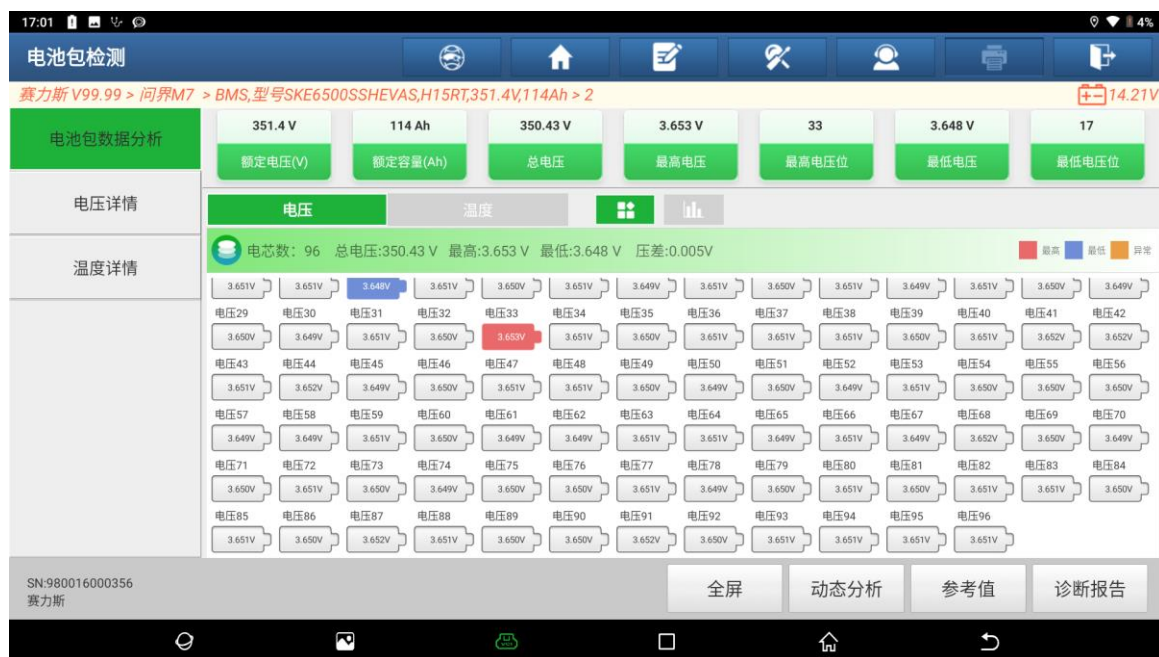 17:01 4%
电池包检测
赛力斯 V99.99 > 问界M7 > BMS,型号SKE6500SSHEVAS,H15RT,351.4V,114Ah > 2 14.21V
电池包数据分析
电压详情
温度详情
351.4 V 114 Ah 350.43 V 3.653 V 33 3.648 V 17
额定电压(V) 额定容量(Ah) 总电压 最高电压 最高电压位 最低电压 最低电压位
电压 温度
电芯数：96 总电压:350.43 V 最高:3.653 V 最低:3.648 V 压差:0.005V 最高 最低 异常
3.651V 3.651V 3.648V 3.651V 3.650V 3.651V 3.649V 3.651V 3.650V 3.651V 3.649V 3.651V 3.650V 3.649V
电压29 电压30 电压31 电压32 电压33 电压34 电压35 电压36 电压37 电压38 电压39 电压40 电压41 电压42
3.650V 3.649V 3.651V 3.650V 3.653V 3.651V 3.650V 3.651V 3.651V 3.651V 3.650V 3.651V 3.652V 3.652V
电压43 电压44 电压45 电压46 电压47 电压48 电压49 电压50 电压51 电压52 电压53 电压54 电压55 电压56
3.651V 3.652V 3.649V 3.650V 3.651V 3.651V 3.650V 3.649V 3.650V 3.649V 3.651V 3.650V 3.650V 3.650V
电压57 电压58 电压59 电压60 电压61 电压62 电压63 电压64 电压65 电压66 电压67 电压68 电压69 电压70
3.649V 3.649V 3.651V 3.650V 3.649V 3.649V 3.651V 3.651V 3.649V 3.651V 3.649V 3.652V 3.650V 3.649V
电压71 电压72 电压73 电压74 电压75 电压76 电压77 电压78 电压79 电压80 电压81 电压82 电压83 电压84
3.650V 3.651V 3.650V 3.649V 3.650V 3.650V 3.651V 3.649V 3.650V 3.651V 3.650V 3.651V 3.651V 3.650V
电压85 电压86 电压87 电压88 电压89 电压90 电压91 电压92 电压93 电压94 电压95 电压96
3.651V 3.650V 3.652V 3.651V 3.650V 3.650V 3.652V 3.650V 3.651V 3.651V 3.651V 3.651V
SN:980016000356
赛力斯
全屏 动态分析 参考值 诊断报告